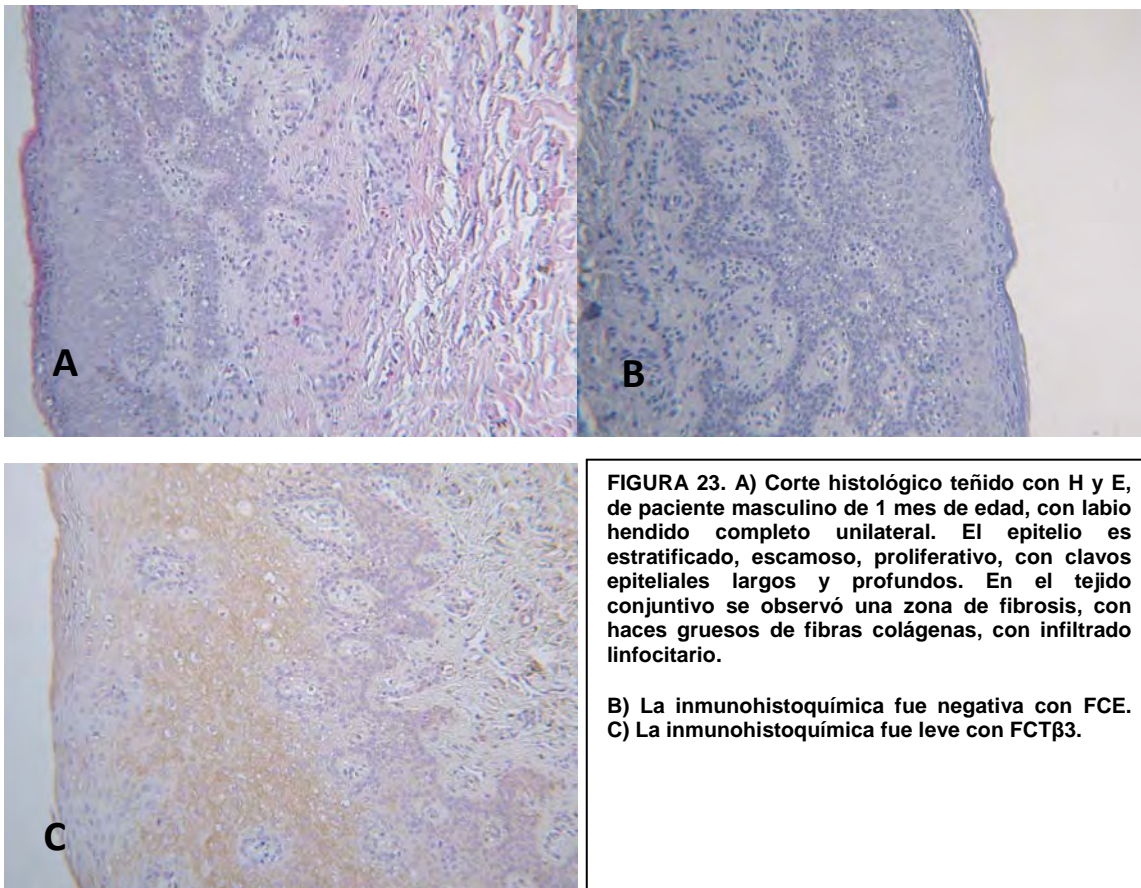 A
B
C
FIGURA 23. A) Corte histológico teñido con H y E,
de paciente masculino de 1 mes de edad, con labio
hendido completo unilateral. El epitelio es
estratificado, escamoso, proliferativo, con clavos
epiteliales largos y profundos. En el tejido
conjuntivo se observó una zona de fibrosis, con
haces gruesos de fibras colágenas, con infiltrado
linfocitario.
B) La inmunohistoquímica fue negativa con FCE.
C) La inmunohistoquímica fue leve con FCTβ3.